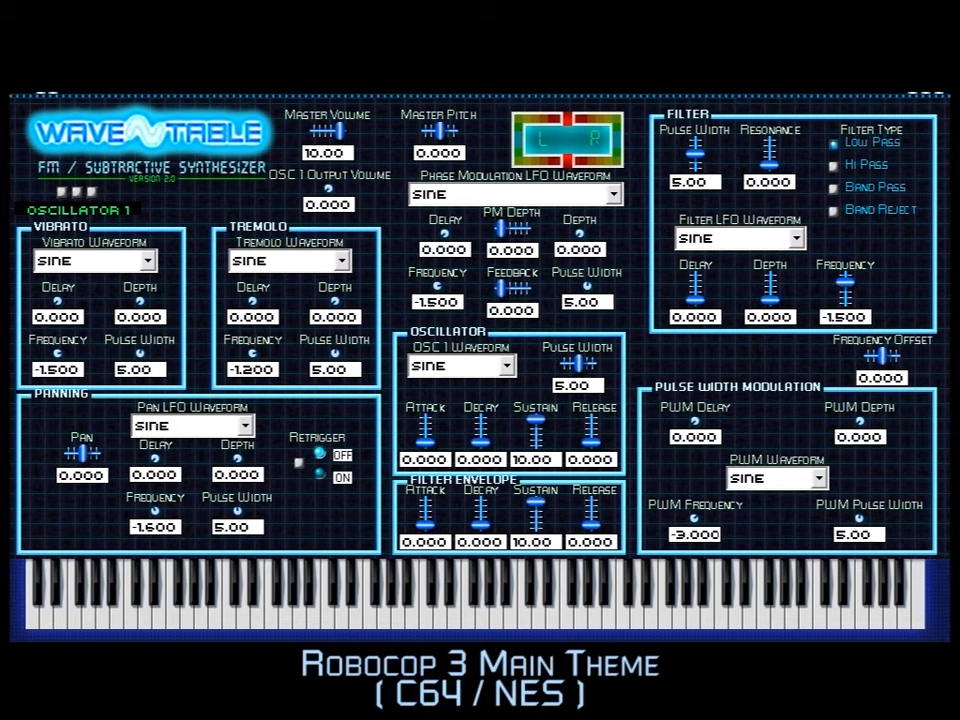 WAVE TABLE
FM / SUBTRACTIVE SYNTHESIZER
VERSION 2.0
OSCILLATOR 1
MASTER VOLUME
10.00
MASTER PITCH
0.000
L R
OSC 1 OUTPUT VOLUME
0.000
PHASE MODULATION LFO WAVEFORM
SINE
DELAY PM DEPTH DEPTH
0.000 0.000 0.000
FREQUENCY FEEDBACK PULSE WIDTH
-1.500 0.000 5.00
VIBRATO
VIBRATO WAVEFORM
SINE
DELAY DEPTH
0.000 0.000
FREQUENCY PULSE WIDTH
-1.500 5.00
TREMOLO
TREMOLO WAVEFORM
SINE
DELAY DEPTH
0.000 0.000
FREQUENCY PULSE WIDTH
-1.200 5.00
FILTER
PULSE WIDTH RESONANCE FILTER TYPE
5.00 0.000
LOW PASS
HI PASS
BAND PASS
BAND REJECT
FILTER LFO WAVEFORM
SINE
DELAY DEPTH FREQUENCY
0.000 0.000 -1.500
FREQUENCY OFFSET
0.000
PANNING
PAN LFO WAVEFORM
SINE
PAN DELAY DEPTH RETRIGGER
0.000 0.000 0.000
OFF
ON
FREQUENCY PULSE WIDTH
-1.600 5.00
OSCILLATOR
OSC 1 WAVEFORM PULSE WIDTH
SINE 5.00
ATTACK DECAY SUSTAIN RELEASE
0.000 0.000 10.00 0.000
FILTER ENVELOPE
ATTACK DECAY SUSTAIN RELEASE
0.000 0.000 10.00 0.000
PULSE WIDTH MODULATION
PWM DELAY PWM DEPTH
0.000 0.000
PWM WAVEFORM
SINE
PWM FREQUENCY PWM PULSE WIDTH
-3.000 5.00
ROBOCOP 3 MAIN THEME
( C64 / NES )